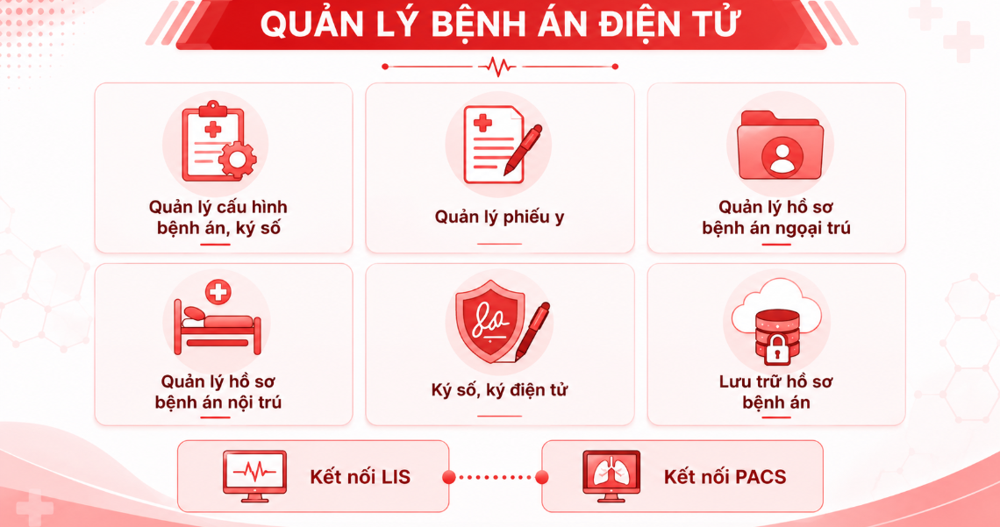 QUẢN LÝ BỆNH ÁN ĐIỆN TỬ
Quản lý cấu hình
bệnh án, ký số
Quản lý phiếu y
Quản lý hồ sơ
bệnh án ngoại trú
Quản lý hồ sơ
bệnh án nội trú
Ký số, ký điện tử
Lưu trữ hồ sơ
bệnh án
Kết nối LIS
Kết nối PACS